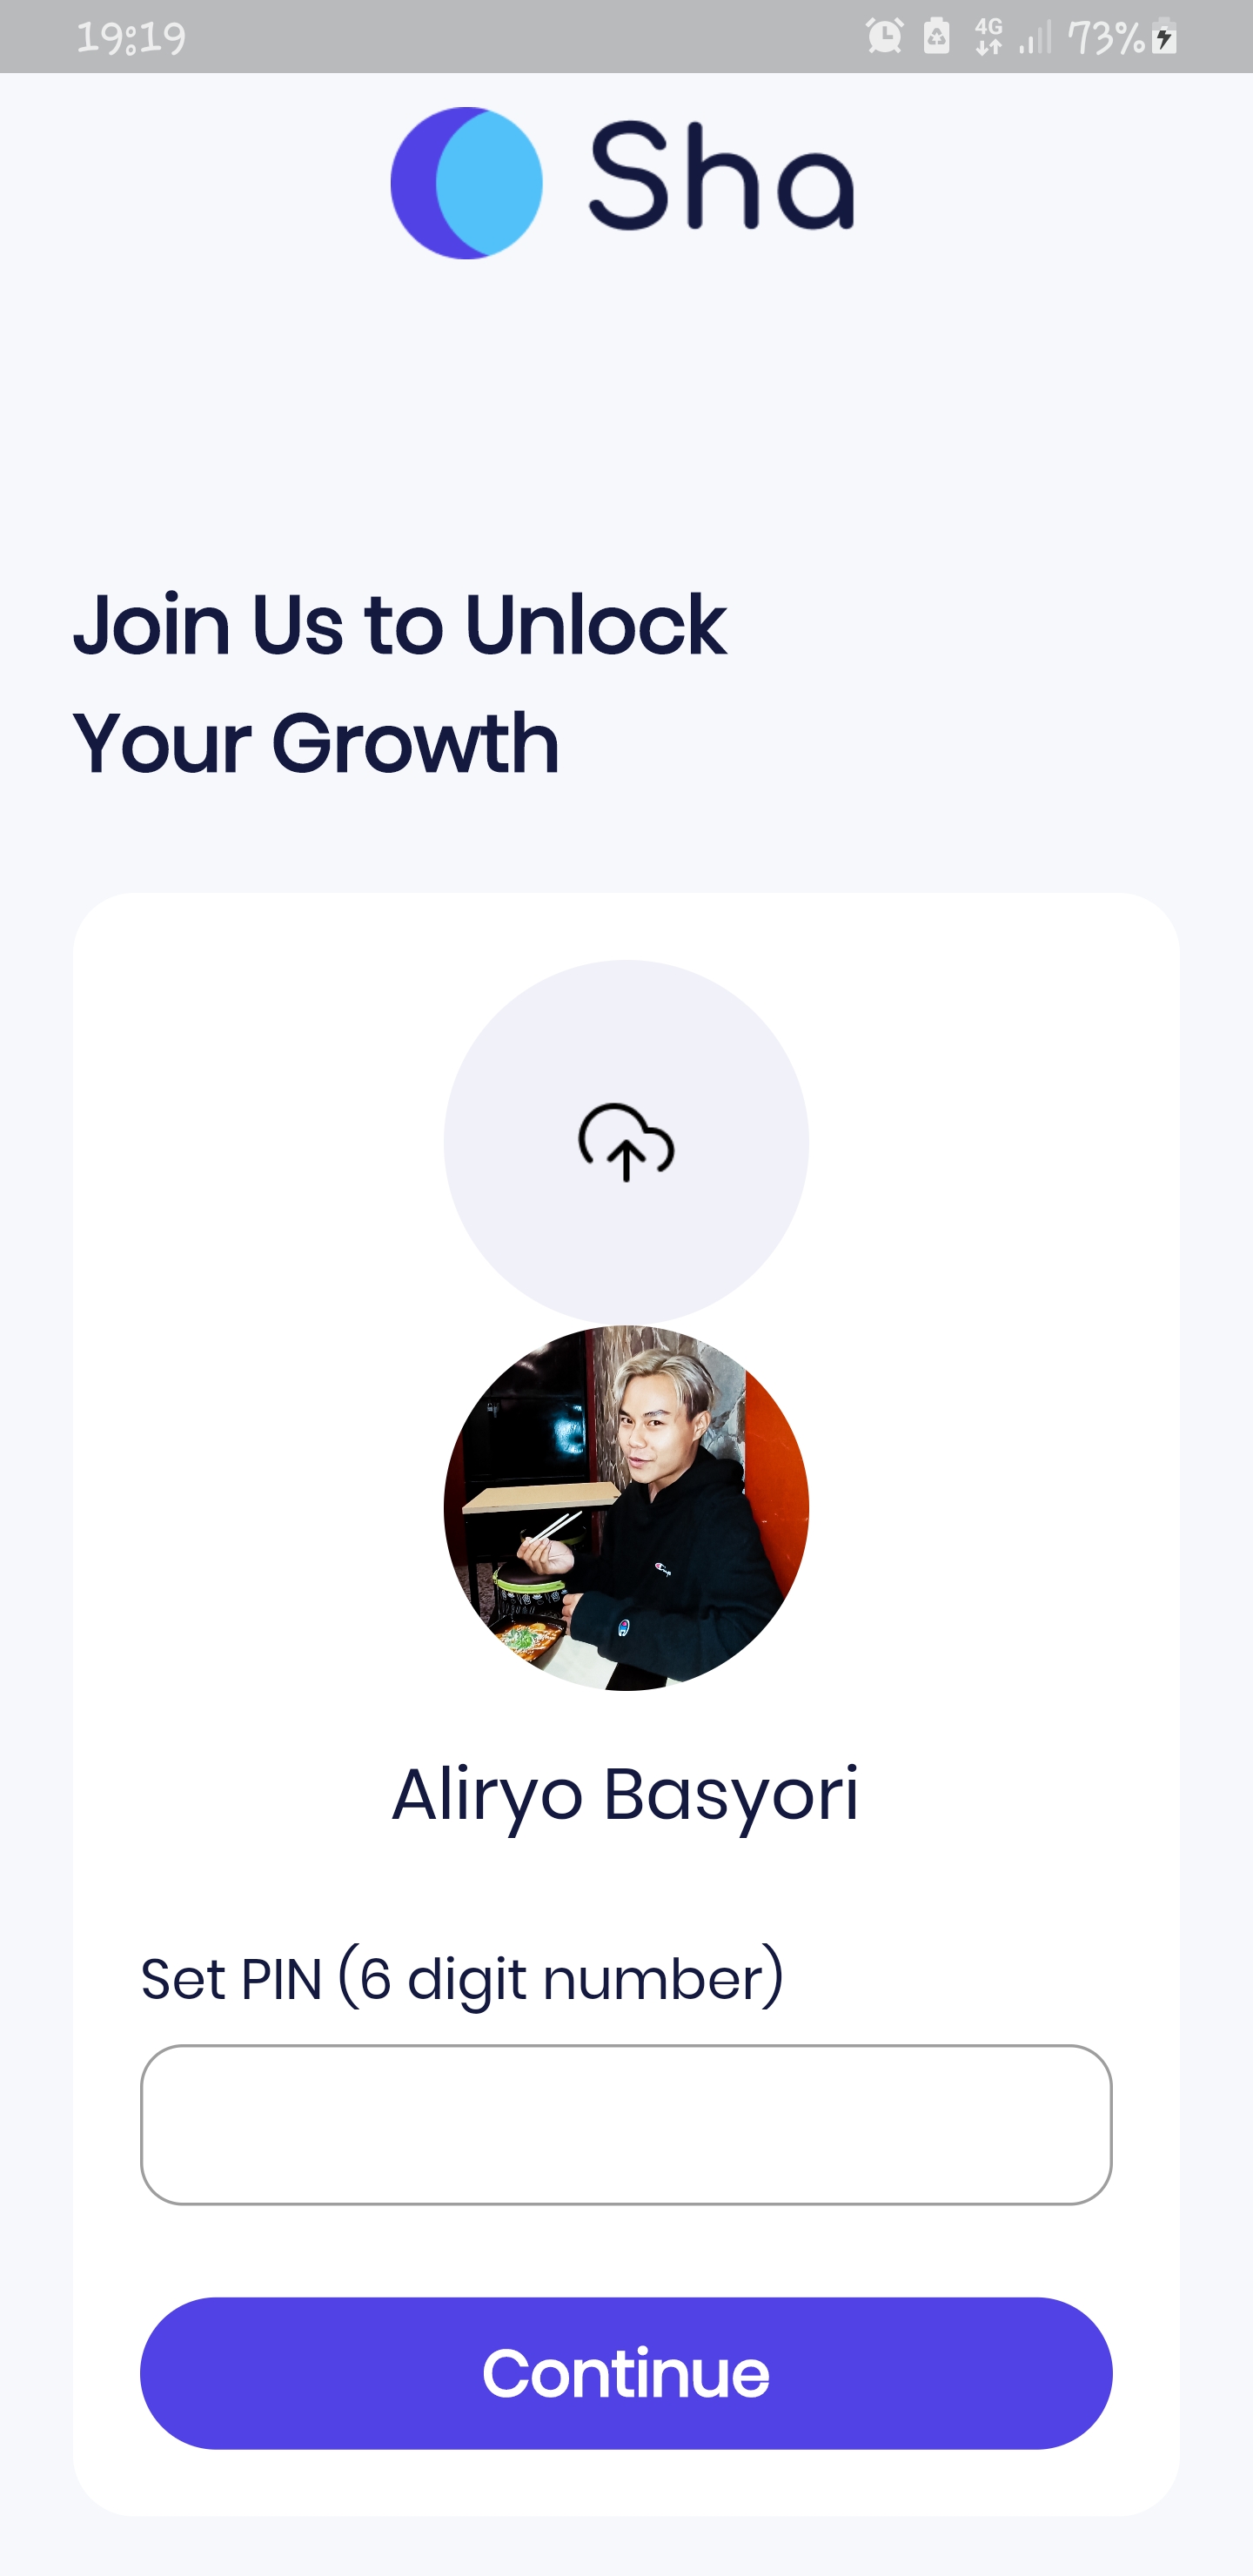 19:19
4G
73%
Sha
Join Us to Unlock
Your Growth
Aliryo Basyori
Set PIN (6 digit number)
Continue